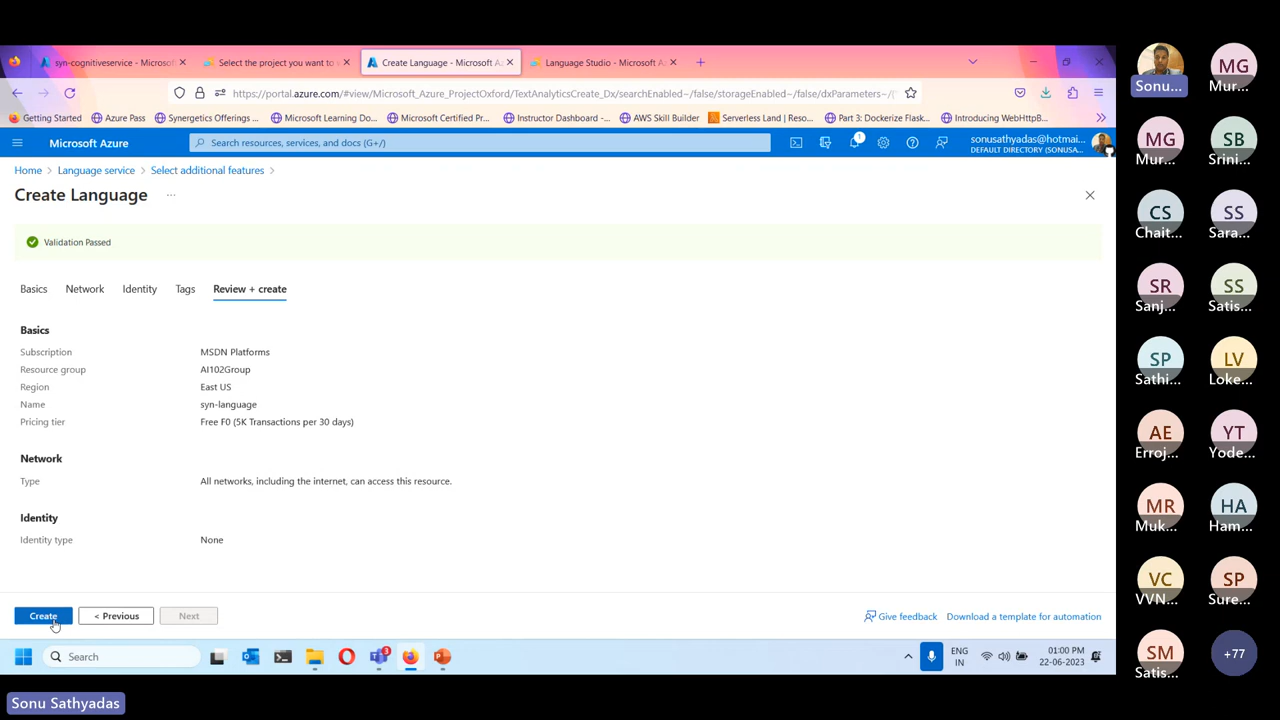 syn-cognitiveservice - Microsof
Select the project you want to v
Create Language - Microsoft A
Language Studio - Microsoft A
https://portal.azure.com/#view/Microsoft_Azure_ProjectOxford/TextAnalyticsCreate_Dx/searchEnabled~/false/storageEnabled~/false/dxParameters~/
Getting Started
Azure Pass
Synergetics Offerings ...
Microsoft Learning Do...
Microsoft Certified Pr...
Instructor Dashboard -...
AWS Skill Builder
Serverless Land | Reso...
Part 3: Dockerize Flask...
Introducing WebHttpB...
Microsoft Azure
Search resources, services, and docs (G+/)
1
sonusathyadas@hotmai...
DEFAULT DIRECTORY (SONUSA...
Home > Language service > Select additional features >
Create Language ...
Validation Passed
Basics
Network
Identity
Tags
Review + create
Basics
Subscription MSDN Platforms
Resource group AI102Group
Region East US
Name syn-language
Pricing tier Free F0 (5K Transactions per 30 days)
Network
Type All networks, including the internet, can access this resource.
Identity
Identity type None
Create
< Previous
Next
Give feedback
Download a template for automation
Search
3
ENG
IN
01:00 PM
22-06-2023
Sonu Sathyadas
Sonu...
MG
Mur...
MG
Mur...
SB
Srini...
CS
Chait...
SS
Sara...
SR
Sanj...
SS
Satis...
SP
Sathi...
LV
Loke...
AE
Erroj...
YT
Yode...
MR
Muk...
HA
Ham...
VC
VVN...
SP
Sure...
SM
Satis...
+77